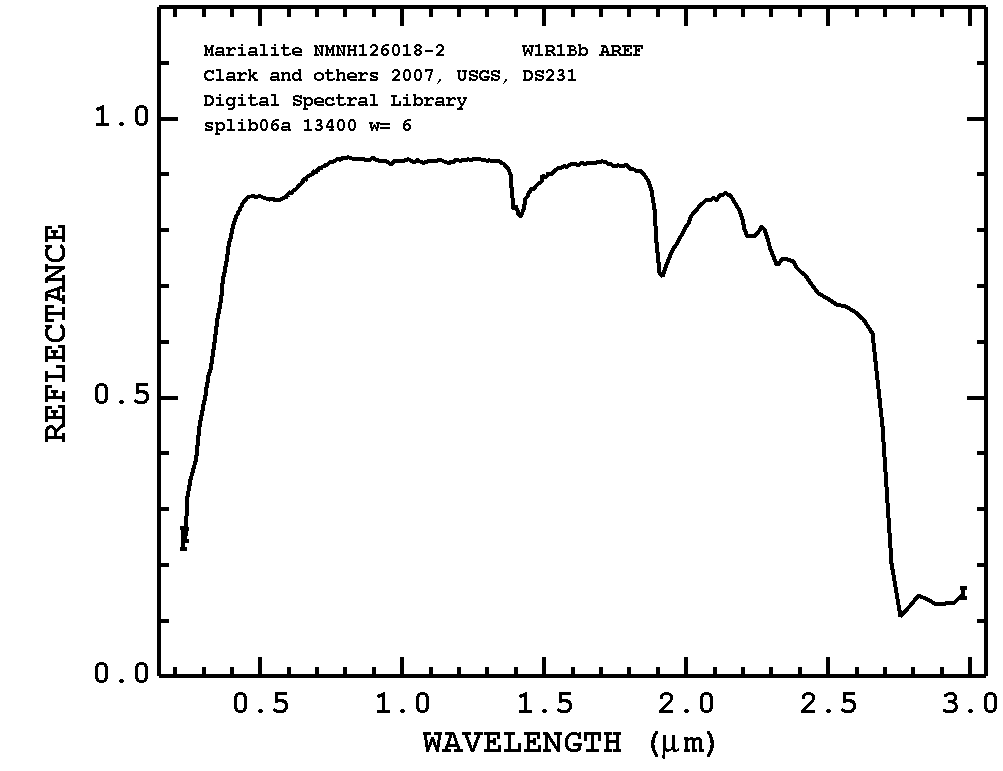 Marialite NMNH126018-2 W1R1Bb AREF
Clark and others 2007, USGS, DS231
Digital Spectral Library
splib06a 13400 w= 6
1.0
0.5
0.0
REFLECTANCE
0.5 1.0 1.5 2.0 2.5 3.0
WAVELENGTH (μm)